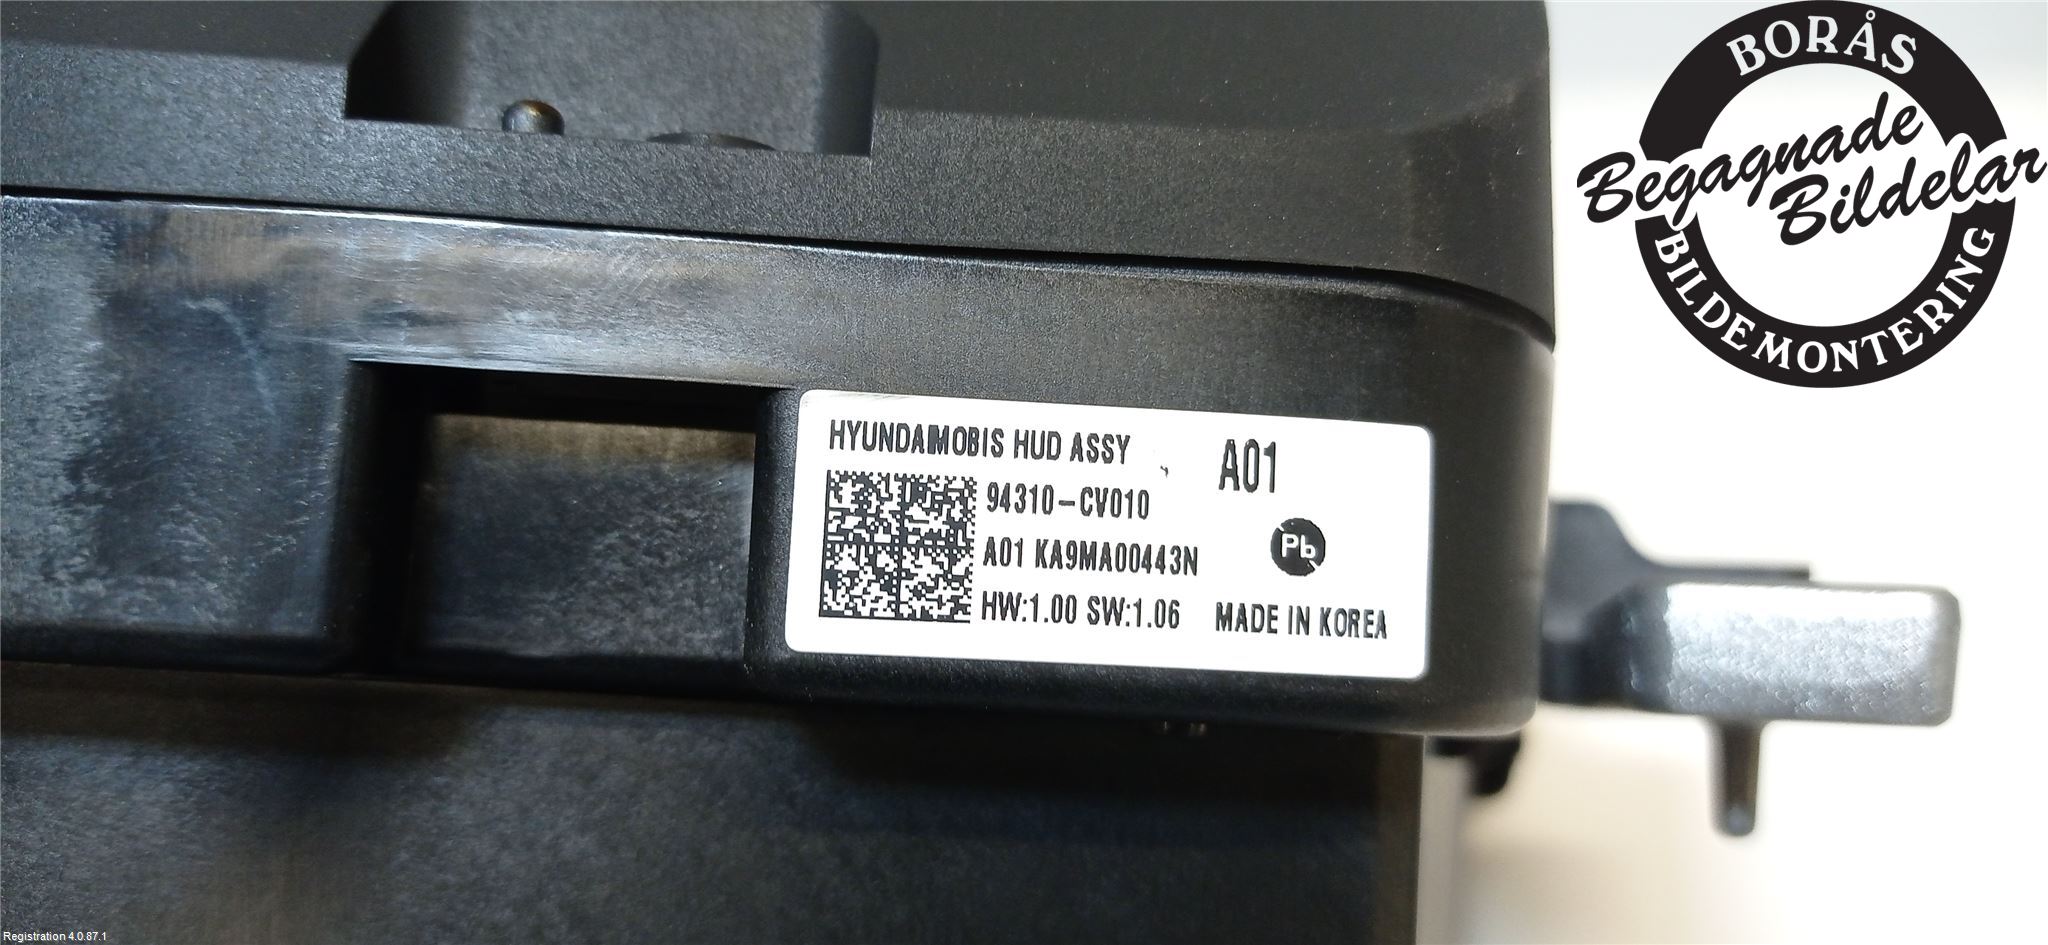 BORÅS
Begagnade
Bildelar
BILDEMONTERING
HYUNDAIMOBIS HUD ASSY
A01
94310-CV010
Pb
A01 KA9MA00443N
HW:1.00 SW:1.06
MADE IN KOREA
Registration 4.0.87.1